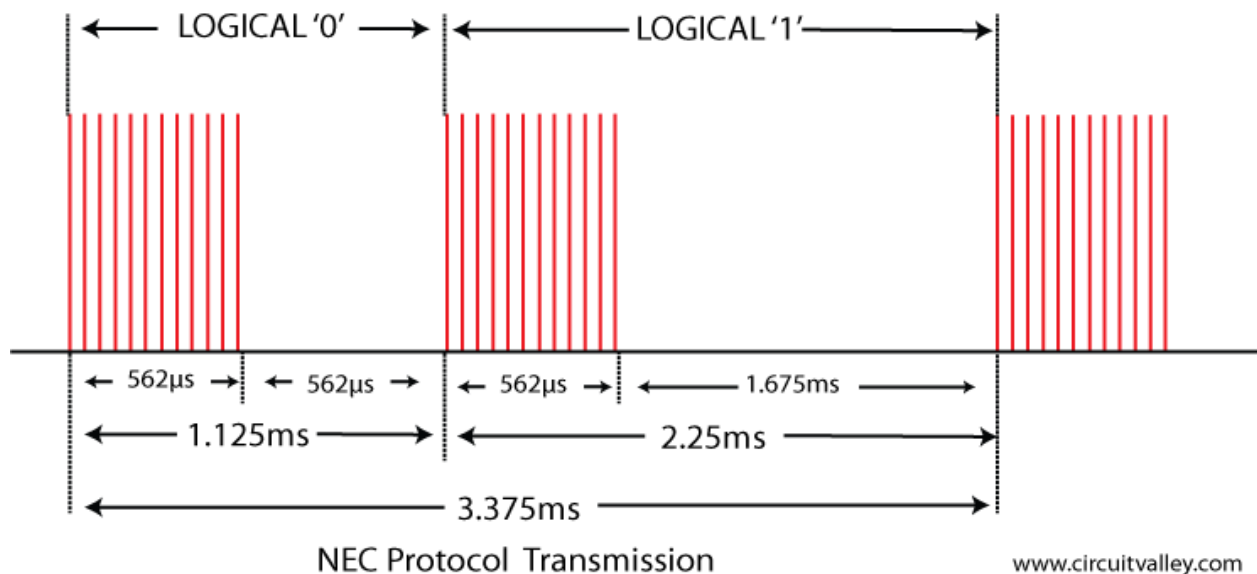 LOGICAL ‘0’ LOGICAL ‘1’
562µs 562µs 562µs 1.675ms
1.125ms 2.25ms
3.375ms
NEC Protocol Transmission www.circuitvalley.com